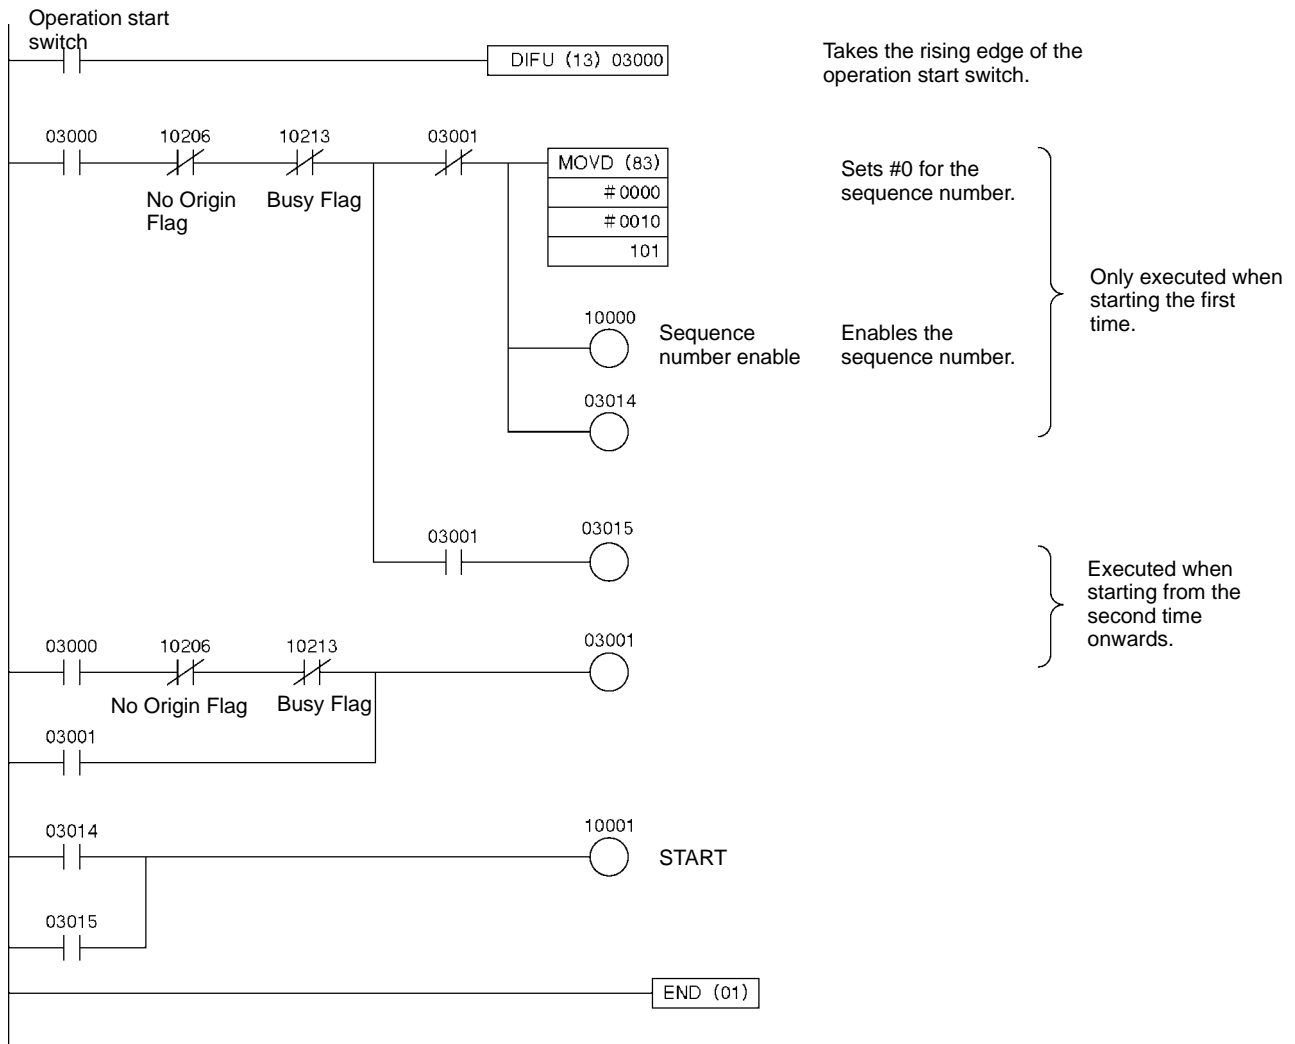 Operation start
switch
DIFU (13) 03000
Takes the rising edge of the
operation start switch.
03000
10206
10213
03001
No Origin
Flag
Busy Flag
MOVD (83)
#0000
#0010
101
Sets #0 for the
sequence number.
Only executed when
starting the first
time.
10000
Sequence
number enable
Enables the
sequence number.
03014
03001
03015
Executed when
starting from the
second time
onwards.
03000
10206
10213
03001
No Origin Flag
Busy Flag
03001
03014
10001
START
03015
END (01)